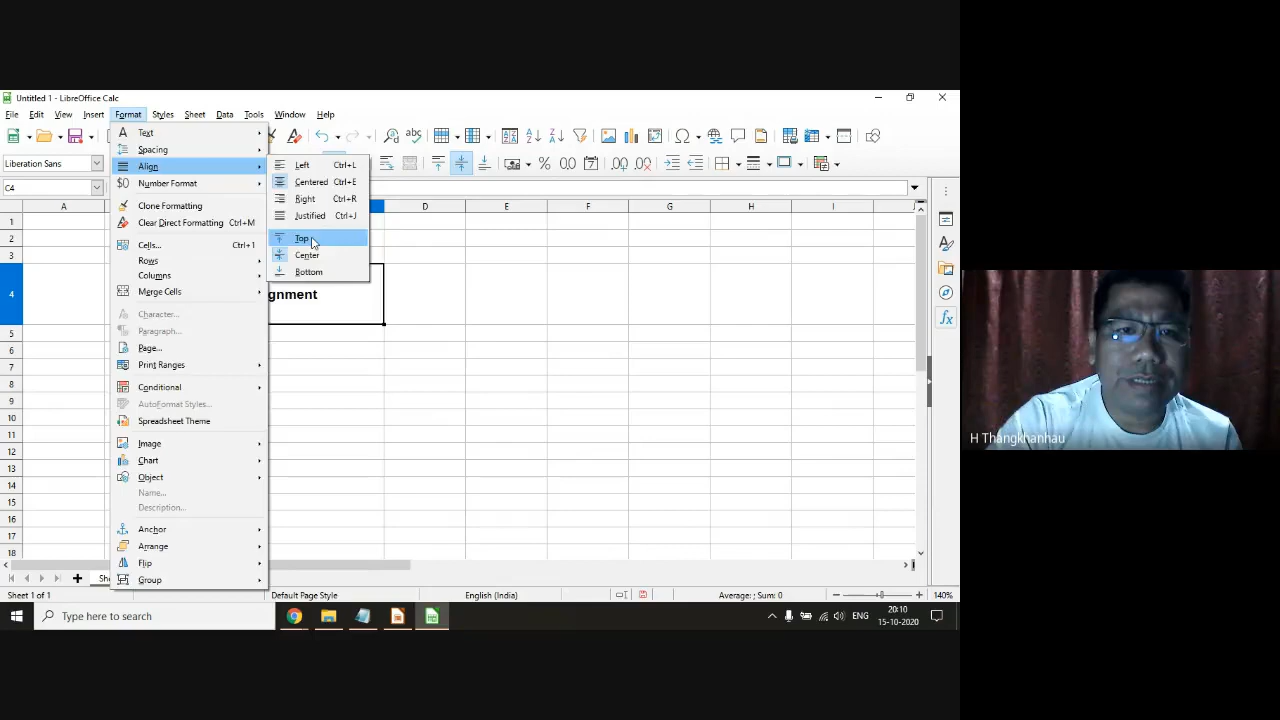 Untitled 1 - LibreOffice Calc
File Edit View Insert Format Styles Sheet Data Tools Window Help
Liberation Sans
C4
Text
Spacing
Align
Number Format
Clone Formatting
Clear Direct Formatting Ctrl+M
Cells... Ctrl+1
Rows
Columns
Merge Cells
Character...
Paragraph...
Page...
Print Ranges
Conditional
AutoFormat Styles...
Spreadsheet Theme
Image
Chart
Object
Name...
Description...
Anchor
Arrange
Flip
Group
Left Ctrl+L
Centered Ctrl+E
Right Ctrl+R
Justified Ctrl+J
Top
Center
Bottom
A D E F G H I
1
2
3
4 gnment
5
6
7
8
9
10
11
12
13
14
15
16
17
18
H Thangkhanhau
She
Sheet 1 of 1 Default Page Style English (India) Average: ; Sum: 0 140%
Type here to search
ENG
20:10
15-10-2020